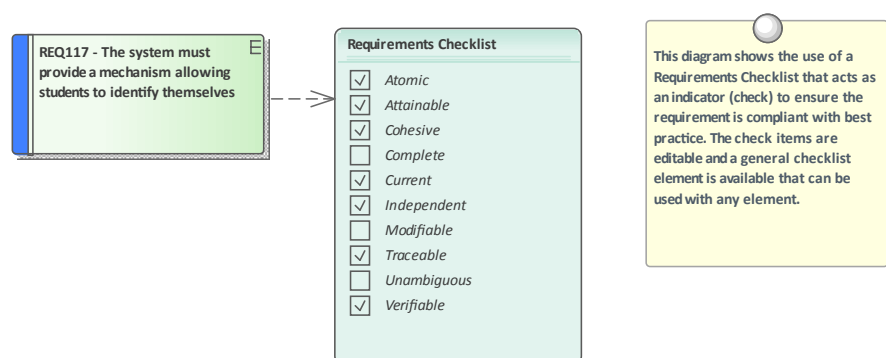 REQ117 - The system must
provide a mechanism allowing
students to identify themselves
E
Requirements Checklist
Atomic
Attainable
Cohesive
Complete
Current
Independent
Modifiable
Traceable
Unambiguous
Verifiable
This diagram shows the use of a
Requirements Checklist that acts as
an indicator (check) to ensure the
requirement is compliant with best
practice. The check items are
editable and a general checklist
element is available that can be
used with any element.